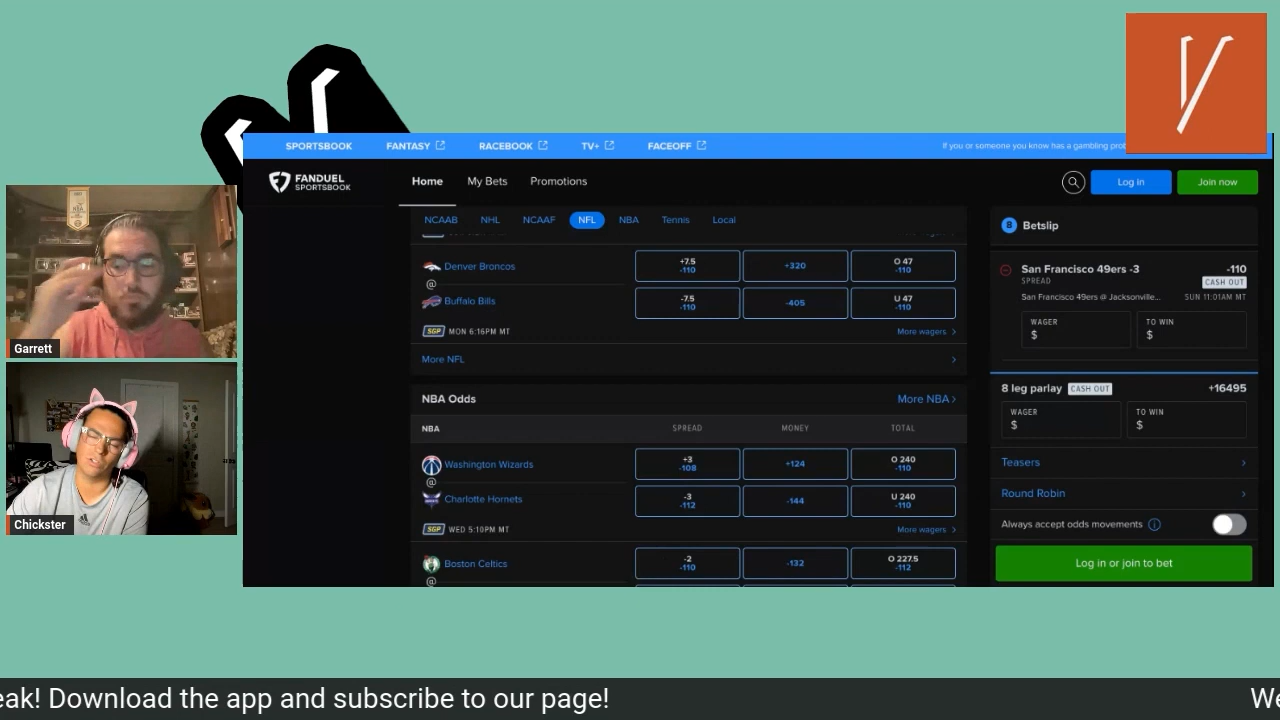 SPORTSBOOK FANTASY RACEBOOK TV+ FACEOFF If you or someone you know has a gambling prob
FANDUEL
SPORTSBOOK
Home My Bets Promotions
Log in Join now
NCAAB NHL NCAAF NFL NBA Tennis Local
Denver Broncos +7.5 -110 +320 O 47 -110
@
Buffalo Bills -7.5 -110 -405 U 47 -110
SGP MON 6:16PM MT More wagers
More NFL
NBA Odds More NBA
NBA SPREAD MONEY TOTAL
Washington Wizards +3 -108 +124 O 240 -110
@
Charlotte Hornets -3 -112 -144 U 240 -110
SGP WED 5:10PM MT More wagers
Boston Celtics -2 -110 -132 O 227.5 -112
@
8 Betslip
San Francisco 49ers -3 -110
SPREAD CASH OUT
San Francisco 49ers @ Jacksonville... SUN 11:01AM MT
WAGER TO WIN
$ $
8 leg parlay CASH OUT +16495
WAGER TO WIN
$ $
Teasers
Round Robin
Always accept odds movements
Log in or join to bet
Garrett
Chickster
eak! Download the app and subscribe to our page! We